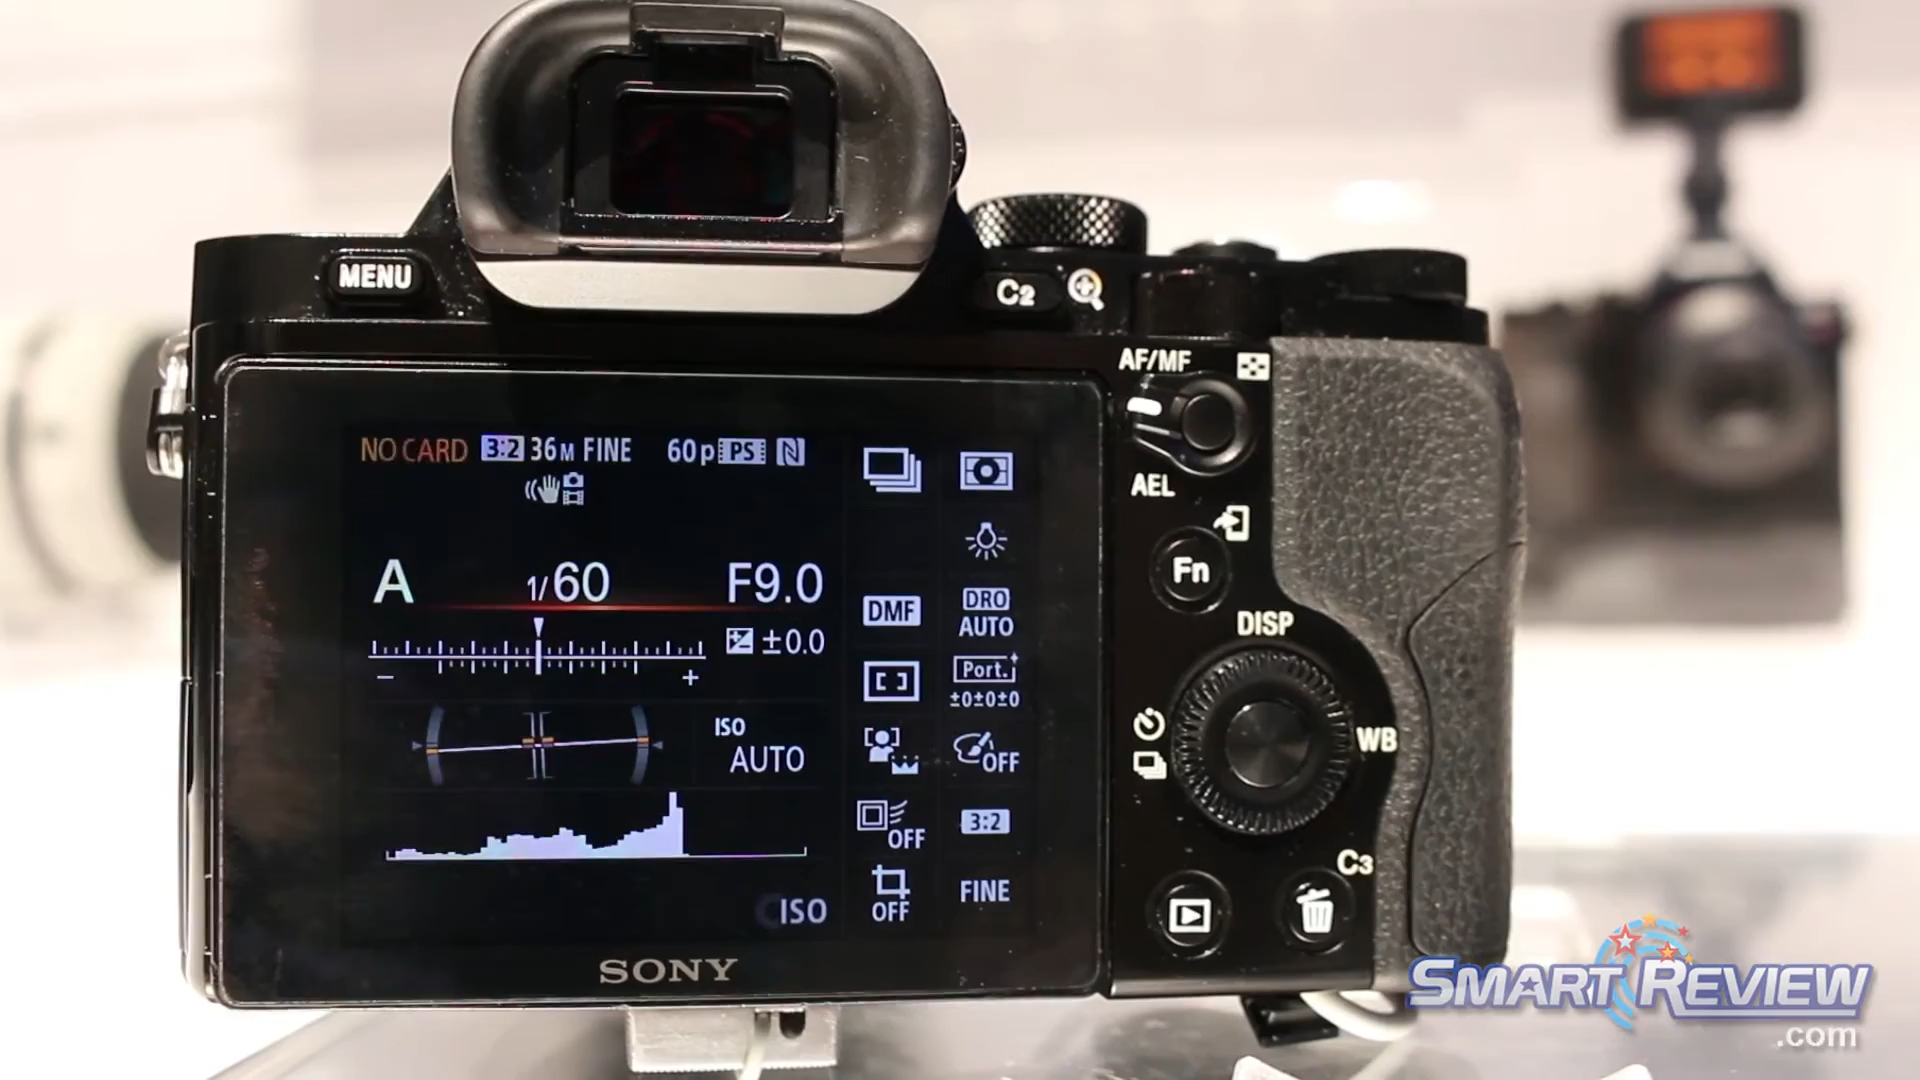 MENU
C2
AF/MF
AEL
Fn
DISP
WB
C3
NO CARD 3:2 36M FINE 60p PS
A 1/60 F9.0
±0.0
− +
ISO
AUTO
ISO
DMF
DRO
AUTO
Port.
±0±0±0
OFF
OFF
3:2
OFF
FINE
SONY
SMARTREVIEW
.com